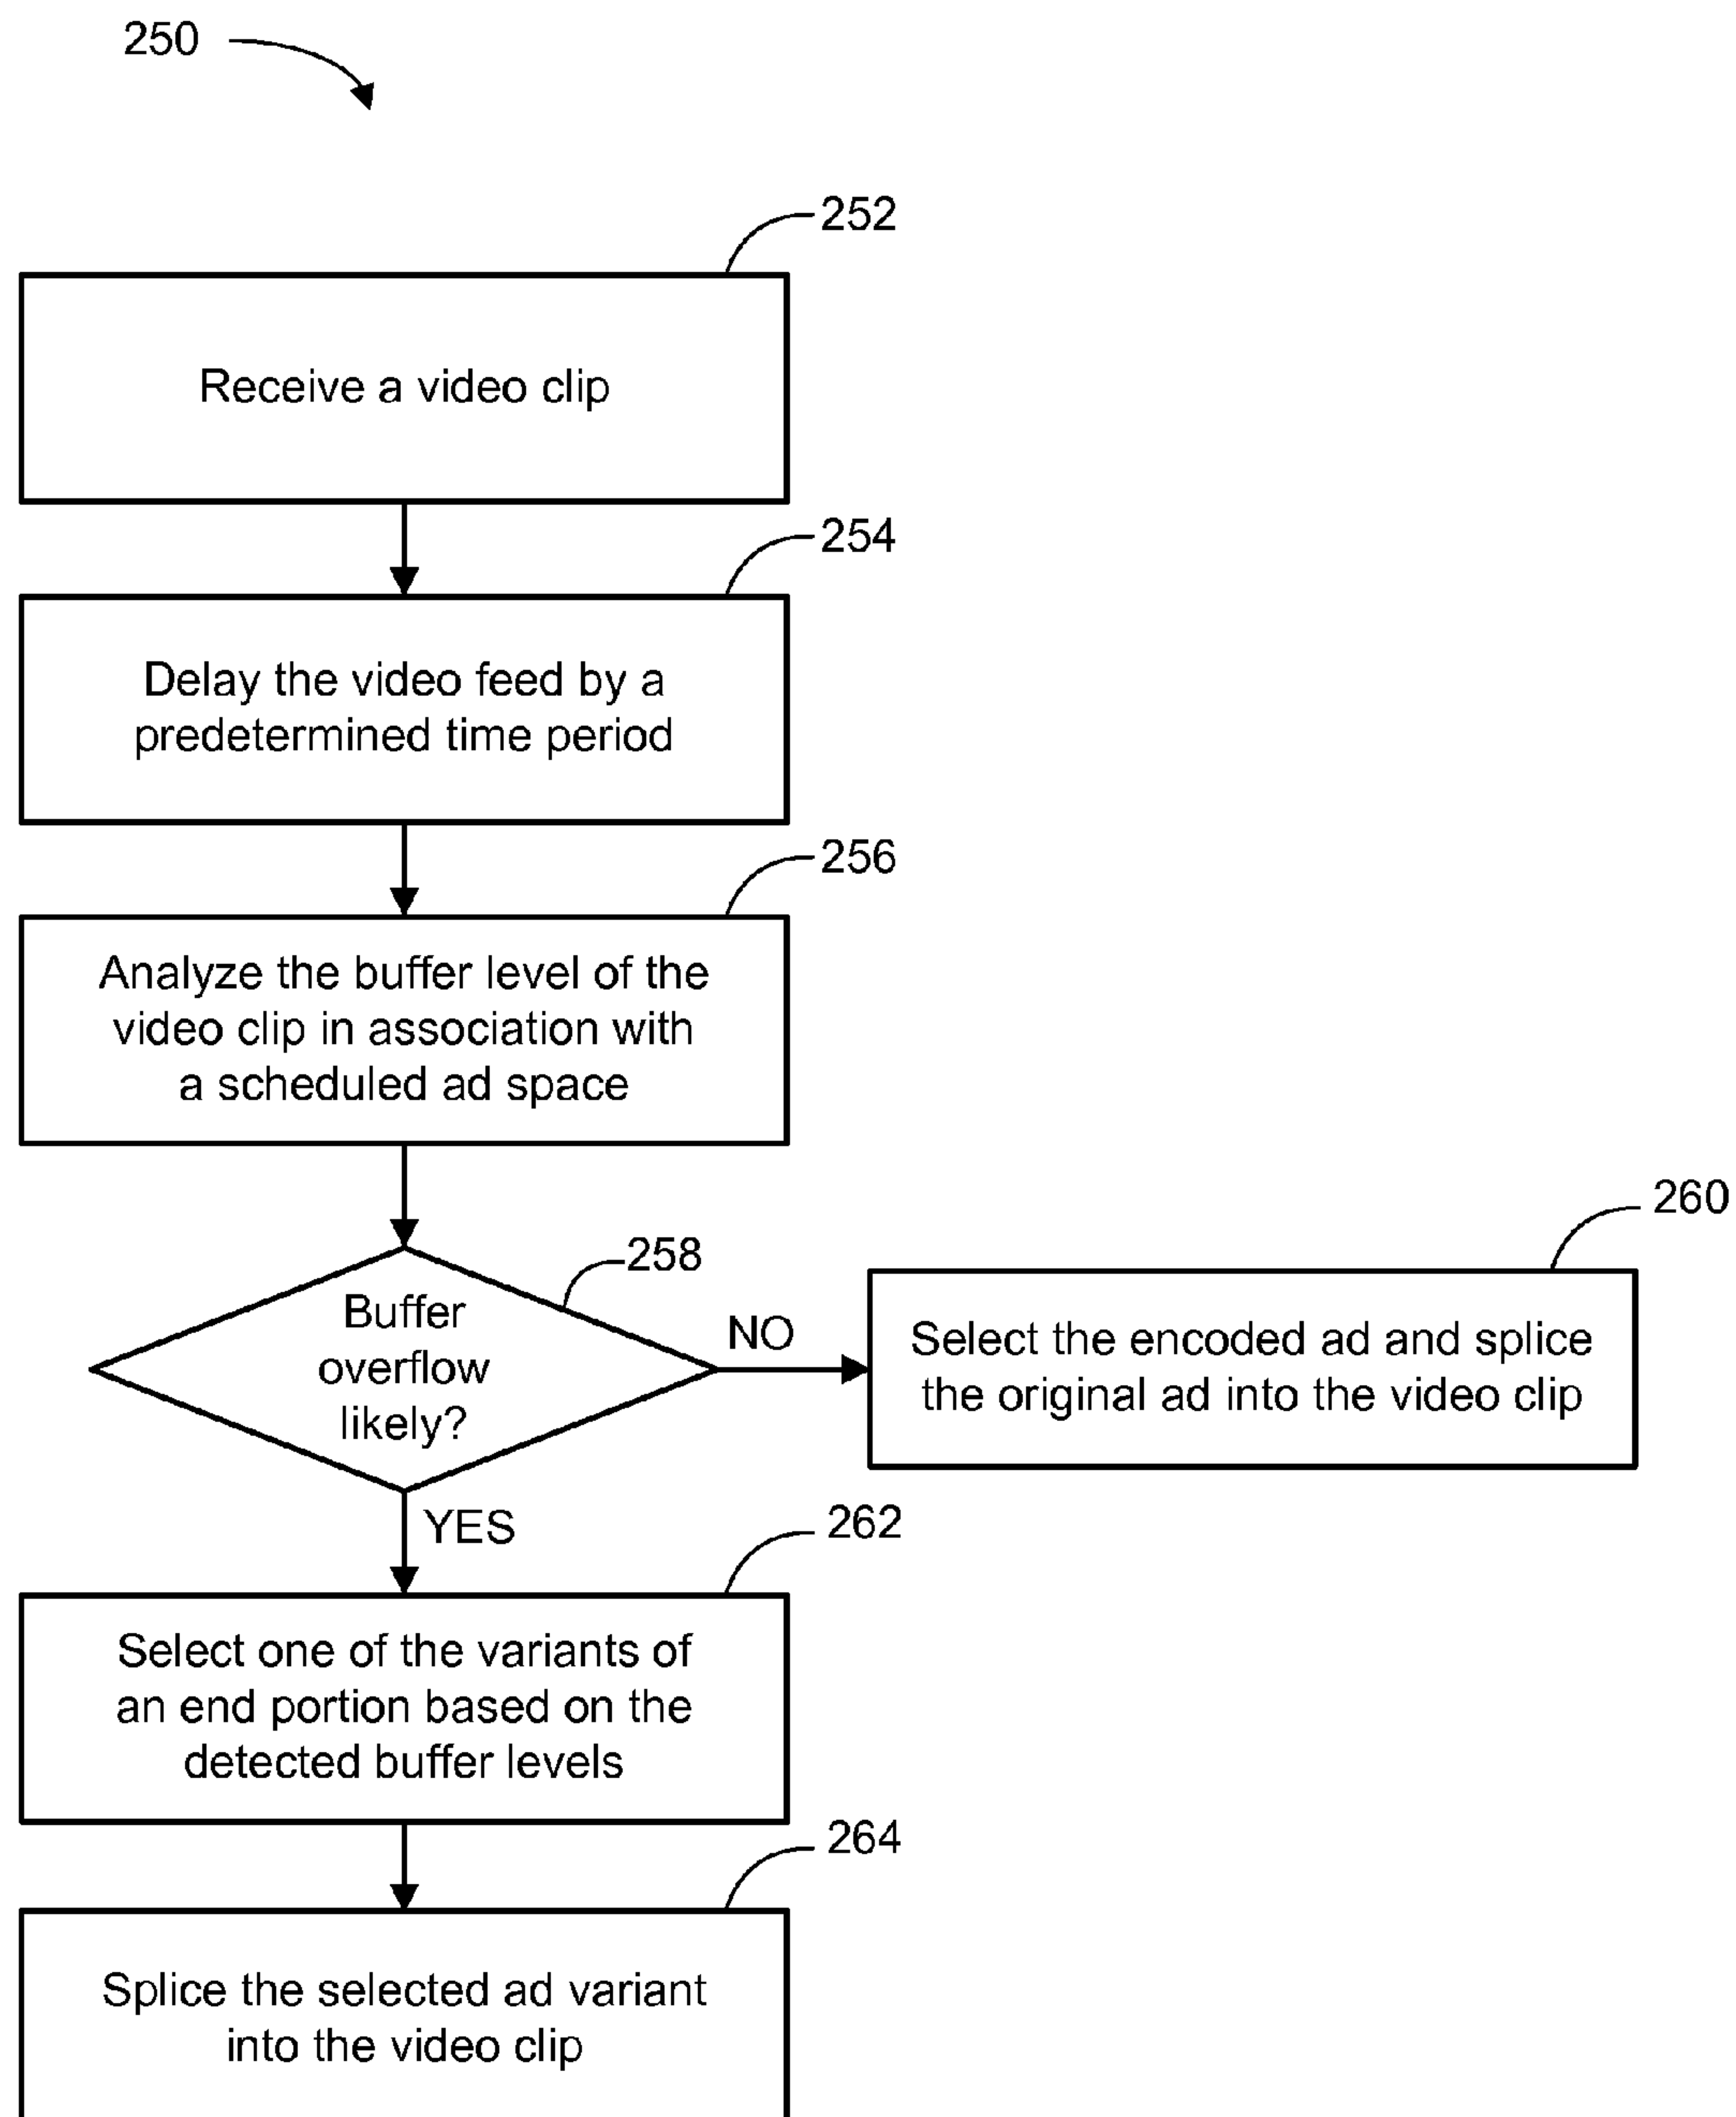 250
252
Receive a video clip
254
Delay the video feed by a
predetermined time period
256
Analyze the buffer level of the
video clip in association with
a scheduled ad space
258
Buffer
overflow
likely?
NO
260
Select the encoded ad and splice
the original ad into the video clip
YES
262
Select one of the variants of
an end portion based on the
detected buffer levels
264
Splice the selected ad variant
into the video clip